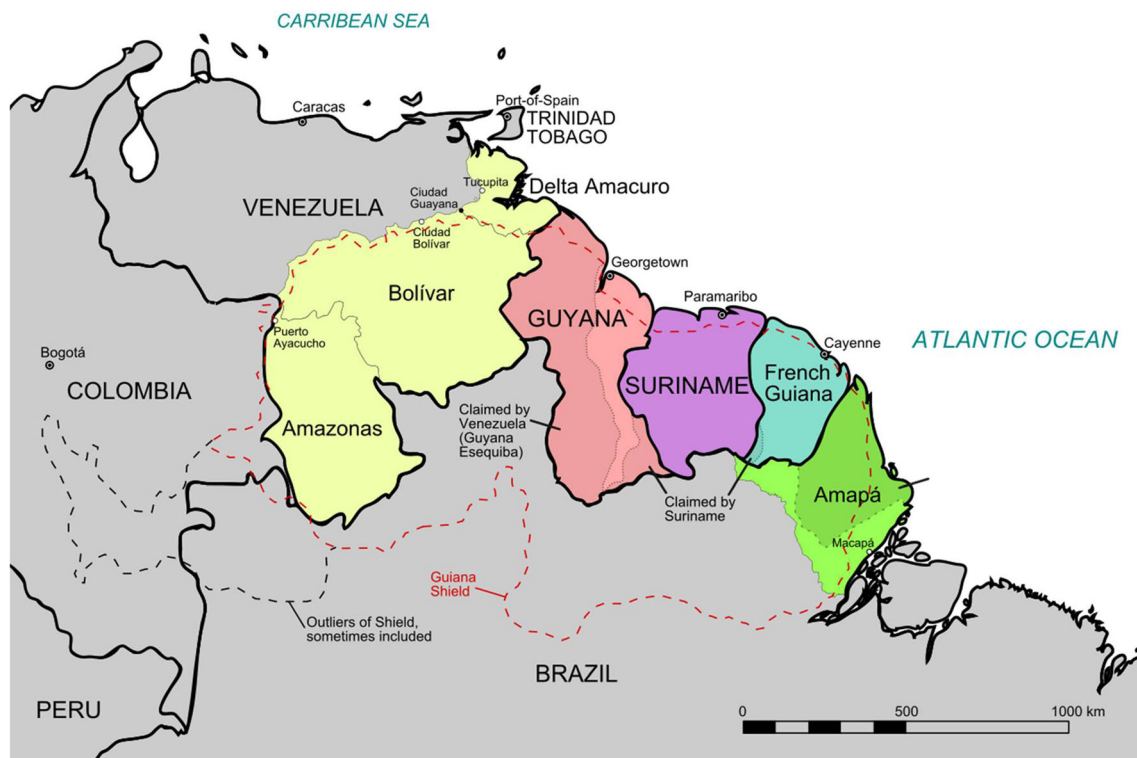 CARRIBEAN SEA
Caracas
Port-of-Spain
TRINIDAD
TOBAGO
Tucupita
Delta Amacuro
Ciudad
Guayana
VENEZUELA
Ciudad
Bolívar
Georgetown
Bolívar
Paramaribo
GUYANA
Puerto
Ayacucho
ATLANTIC OCEAN
Cayenne
Bogotá
French
Guiana
SURINAME
COLOMBIA
Claimed by
Venezuela
(Guyana
Esequiba)
Amazonas
Claimed by
Suriname
Amapá
Macapá
Guiana
Shield
Outliers of Shield,
sometimes included
BRAZIL
PERU
0 500 1000 km